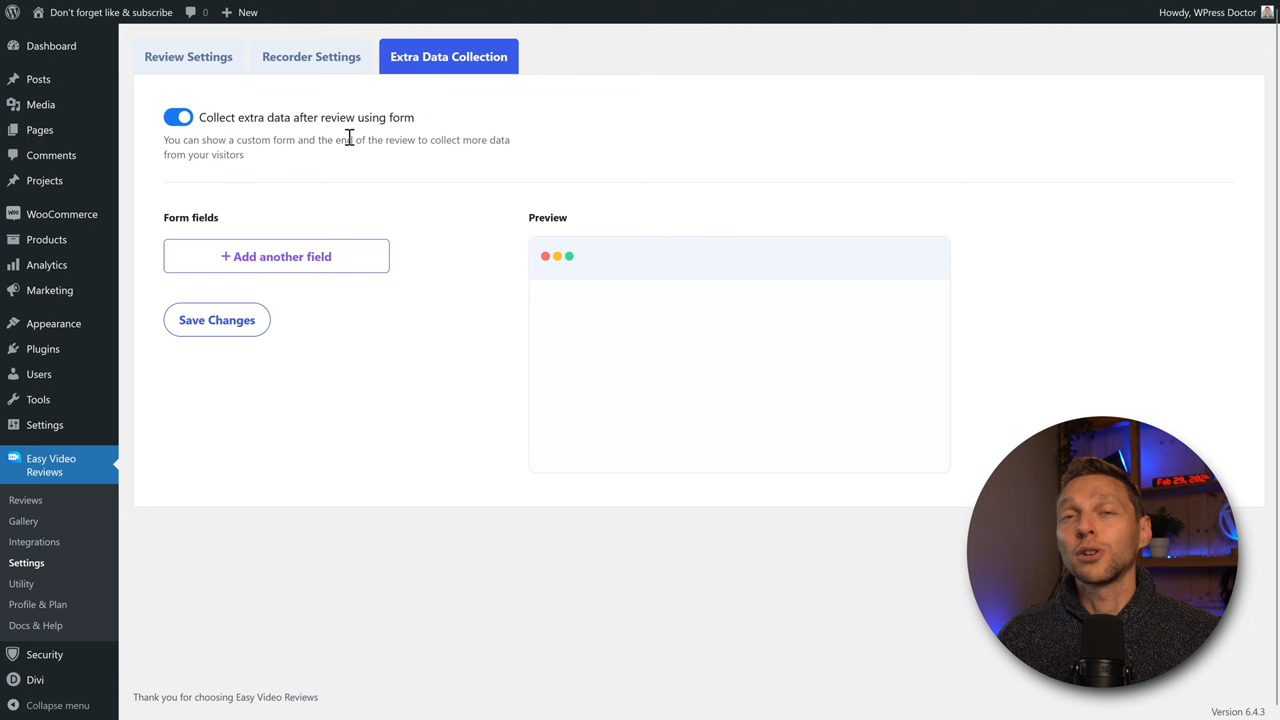 Don't forget like & subscribe
0
New
Howdy, WPress Doctor
Dashboard
Posts
Media
Pages
Comments
Projects
WooCommerce
Products
Analytics
Marketing
Appearance
Plugins
Users
Tools
Settings
Easy Video
Reviews
Reviews
Gallery
Integrations
Settings
Utility
Profile & Plan
Docs & Help
Security
Divi
Collapse menu
Review Settings
Recorder Settings
Extra Data Collection
Collect extra data after review using form
You can show a custom form and the end of the review to collect more data
from your visitors
Form fields
+ Add another field
Save Changes
Preview
Feb 29, 2024
Thank you for choosing Easy Video Reviews
Version 6.4.3